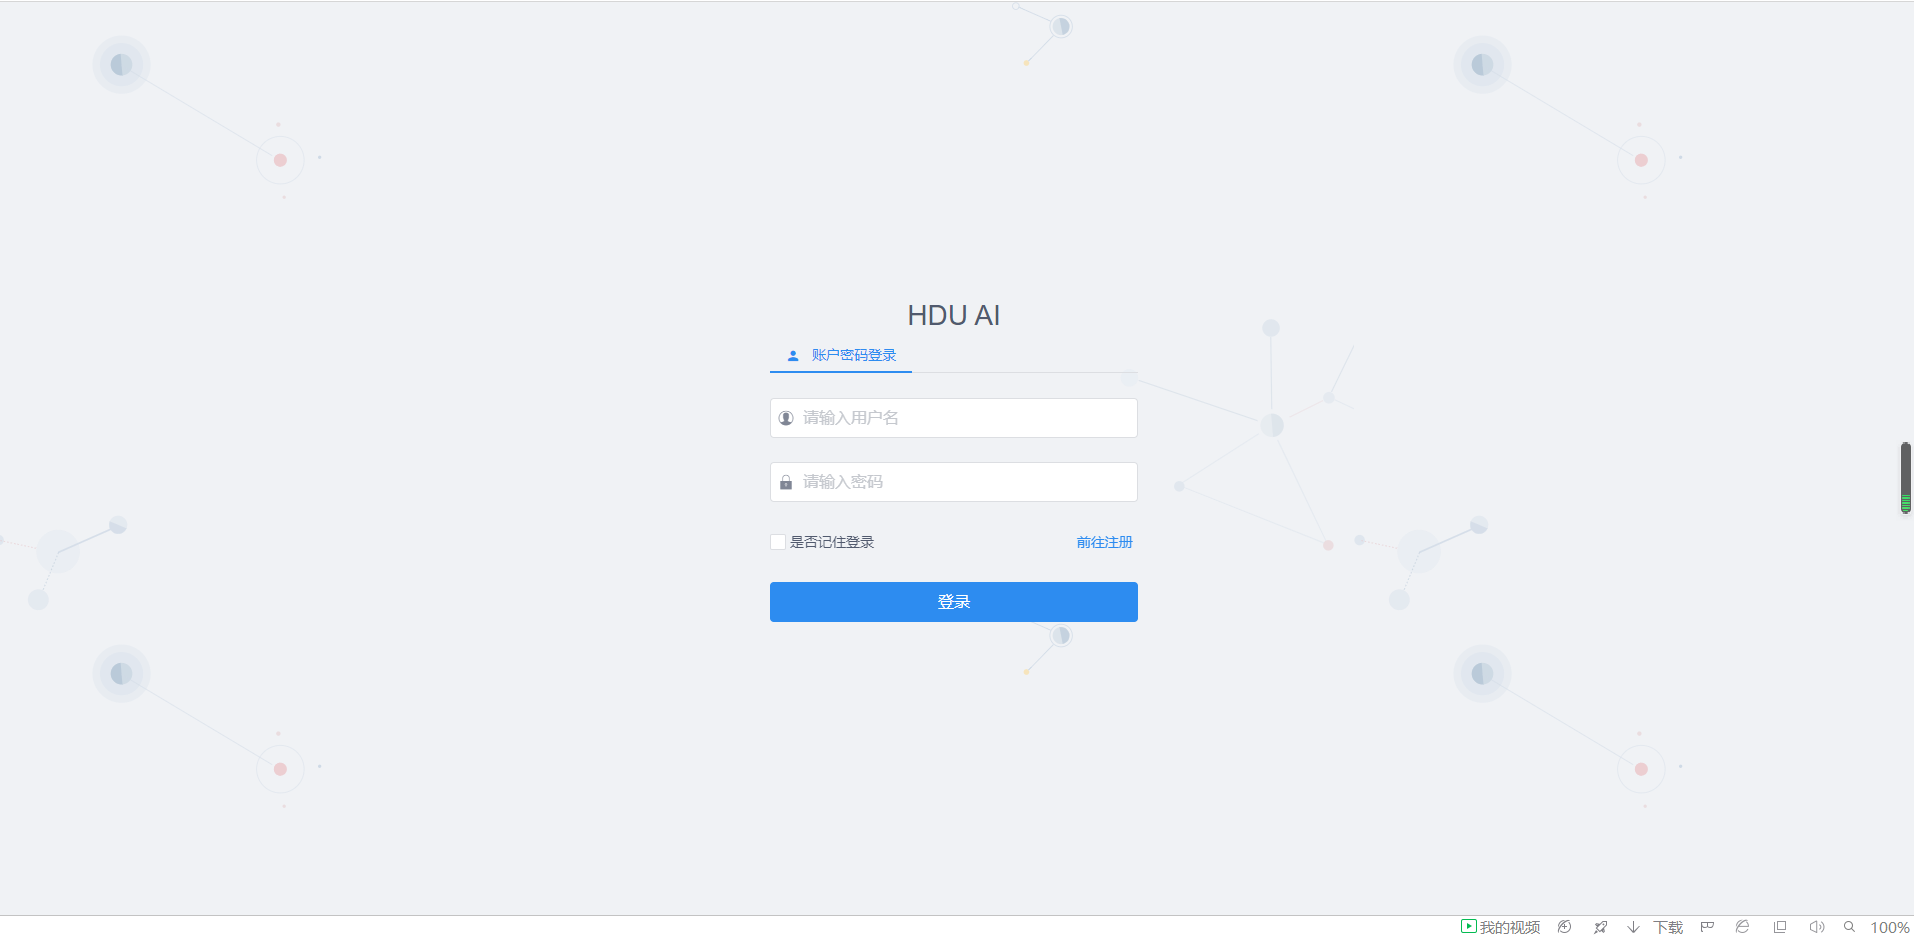 HDU AI
账户密码登录
请输入用户名
请输入密码
是否记住登录 前往注册
登录
我的视频 下载 100%